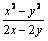 x² − y²
2x − 2y